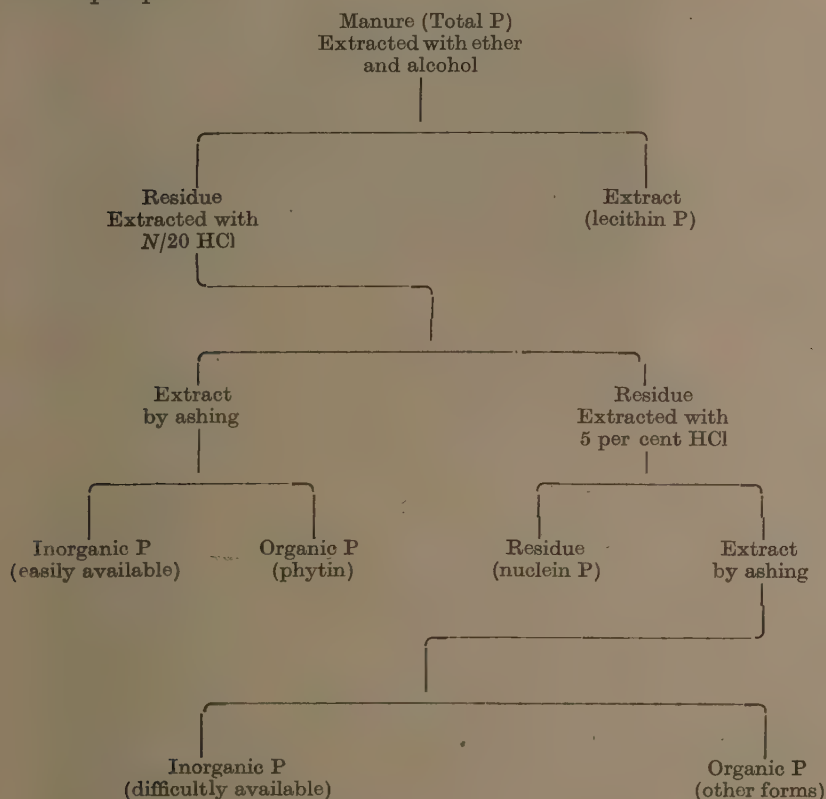 Manure (Total P)
Extracted with ether
and alcohol
Residue
Extracted with
N/20 HCl
Extract
(lecithin P)
Extract
by ashing
Residue
Extracted with
5 per cent HCl
Inorganic P
(easily available)
Organic P
(phytin)
Residue
(nuclein P)
Extract
by ashing
Inorganic P
(difficultly available)
Organic P
(other forms)